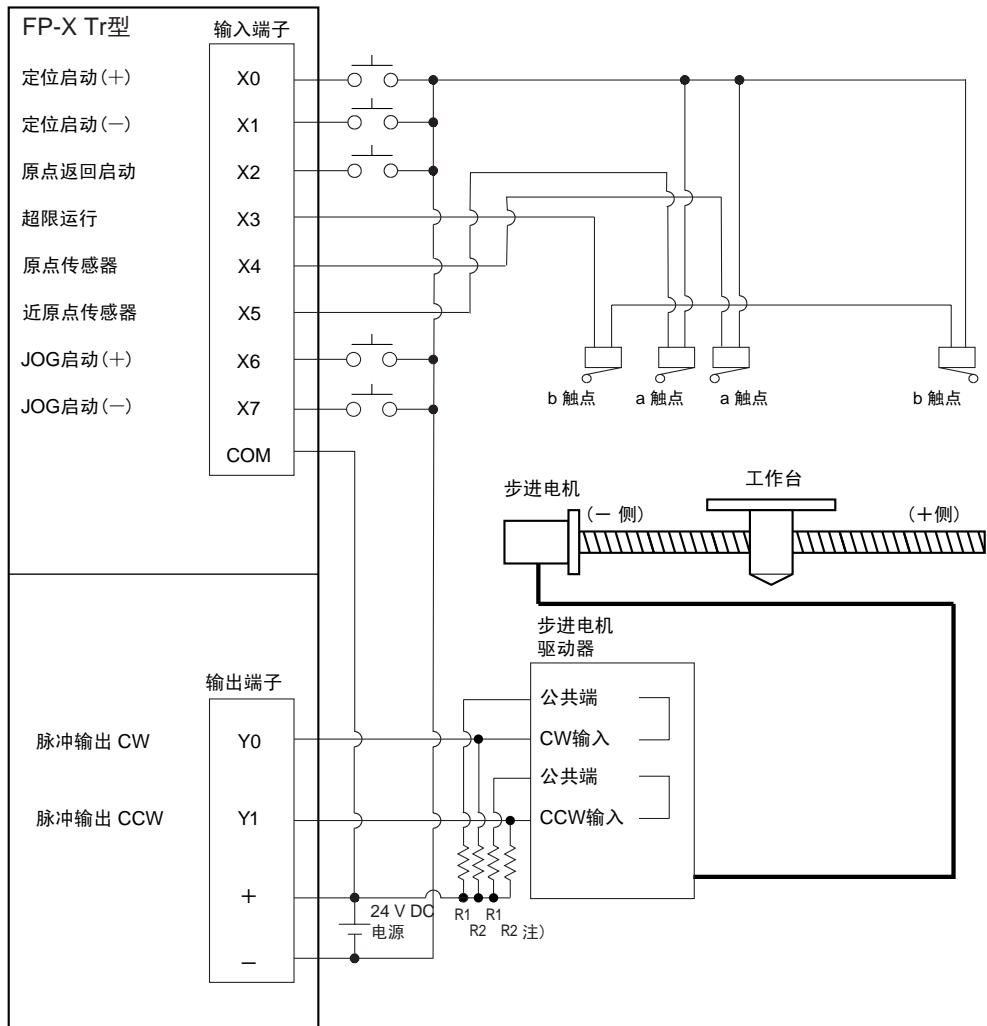 FP-X Tr型
输入端子
定位启动(＋) X0
定位启动(－) X1
原点返回启动 X2
超限运行 X3
原点传感器 X4
近原点传感器 X5
JOG启动(＋) X6
JOG启动(－) X7
COM
b 触点 a 触点 a 触点 b 触点
步进电机 工作台
(－ 侧) (＋侧)
步进电机
驱动器
输出端子
公共端
脉冲输出 CW Y0 CW输入
公共端
脉冲输出 CCW Y1 CCW输入
＋
24 V DC
电源
R1 R1
R2 R2 注)
－